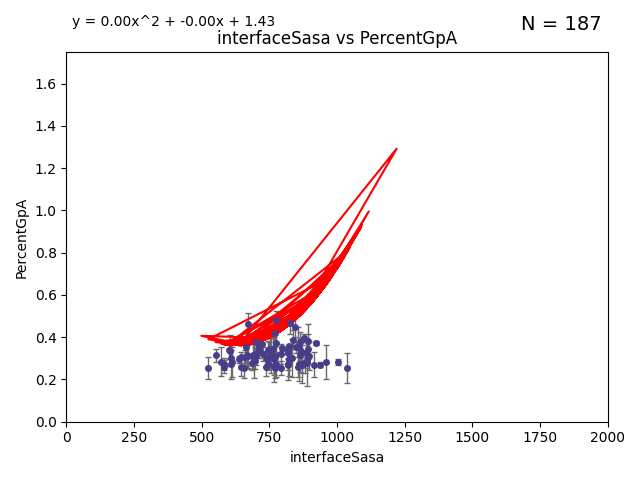 y = 0.00x^2 + -0.00x + 1.43
N = 187
interfaceSasa vs PercentGpA
PercentGpA
1.6
1.4
1.2
1.0
0.8
0.6
0.4
0.2
0.0
0 250 500 750 1000 1250 1500 1750 2000
interfaceSasa